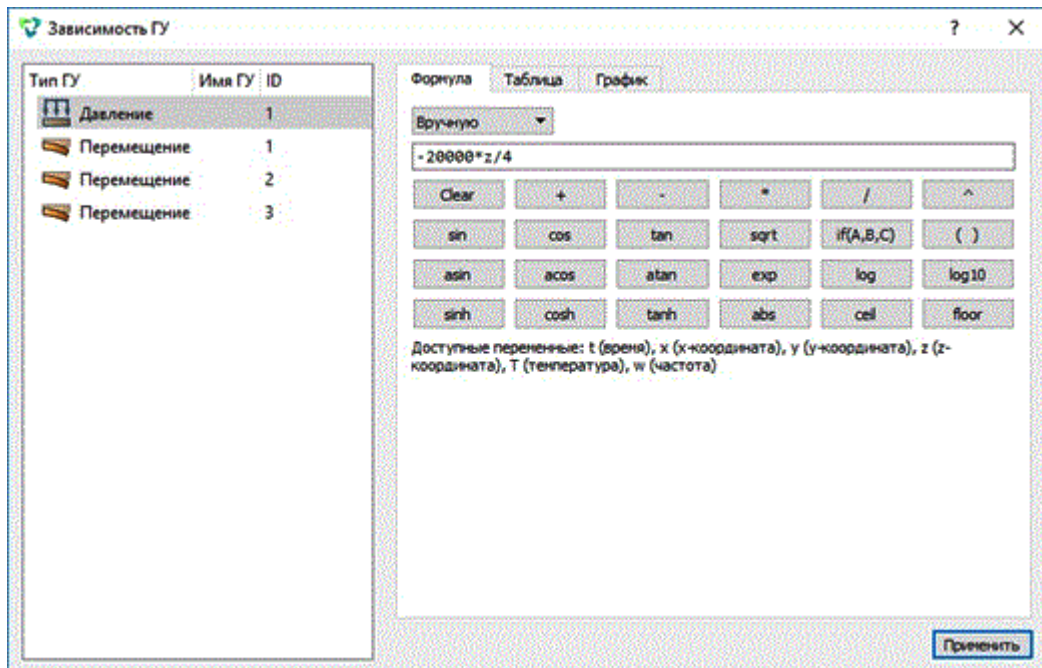 Зависимость ГУ ? ×
Тип ГУ Имя ГУ ID
Давление 1
Перемещение 1
Перемещение 2
Перемещение 3
Формула Таблица График
Вручную
-20000*z/4
Clear + - * / ^
sin cos tan sqrt if(A,B,C) ( )
asin acos atan exp log log10
sinh cosh tanh abs ceil floor
Доступные переменные: t (время), x (x-координата), y (y-координата), z (z-
координата), T (температура), w (частота)
Применить